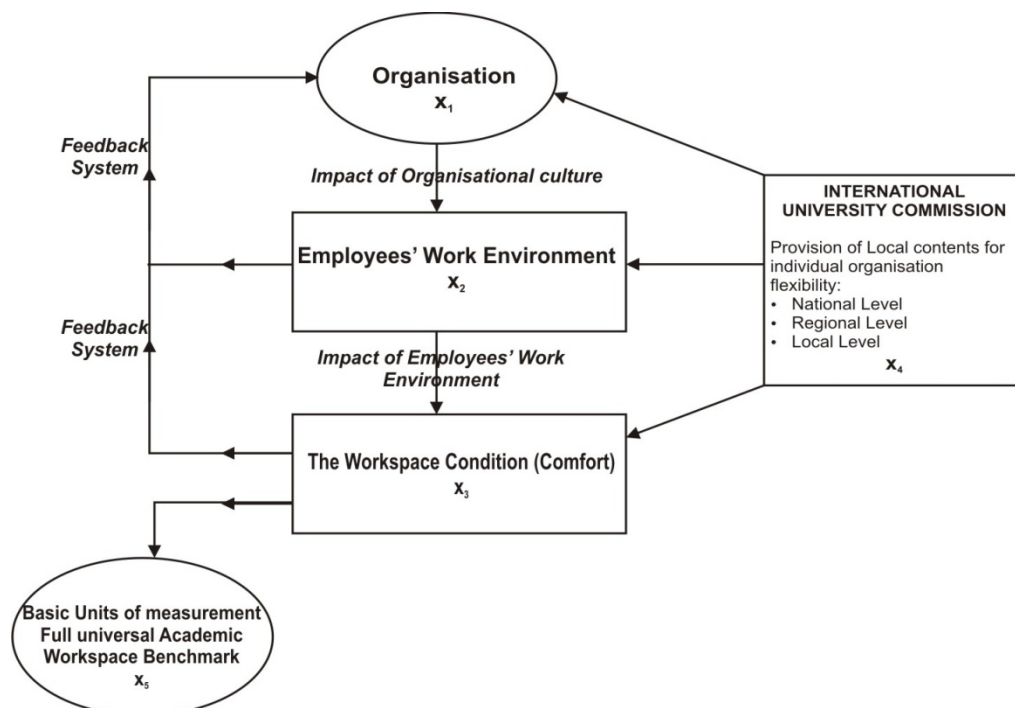 Organisation
x₁
Feedback
System
Impact of Organisational culture
INTERNATIONAL
UNIVERSITY COMMISSION
Provision of Local contents for
individual organisation
flexibility:
• National Level
• Regional Level
• Local Level
x₄
Employees’ Work Environment
x₂
Feedback
System
Impact of Employees’ Work
Environment
The Workspace Condition (Comfort)
x₃
Basic Units of measurement
Full universal Academic
Workspace Benchmark
x₅